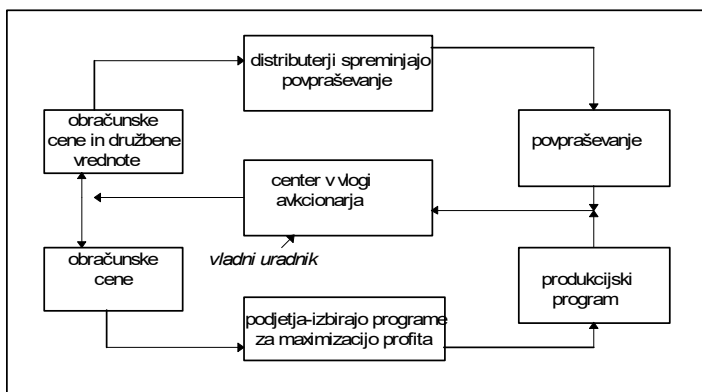 distributerji spreminjajo
povpraševanje
obračunske
cene in družbene
vrednote
povpraševanje
center v vlogi
avkcionarja
vladni uradnik
obračunske
cene
produkcijski
program
podjetja-izbirajo programe
za maximizacijo profita